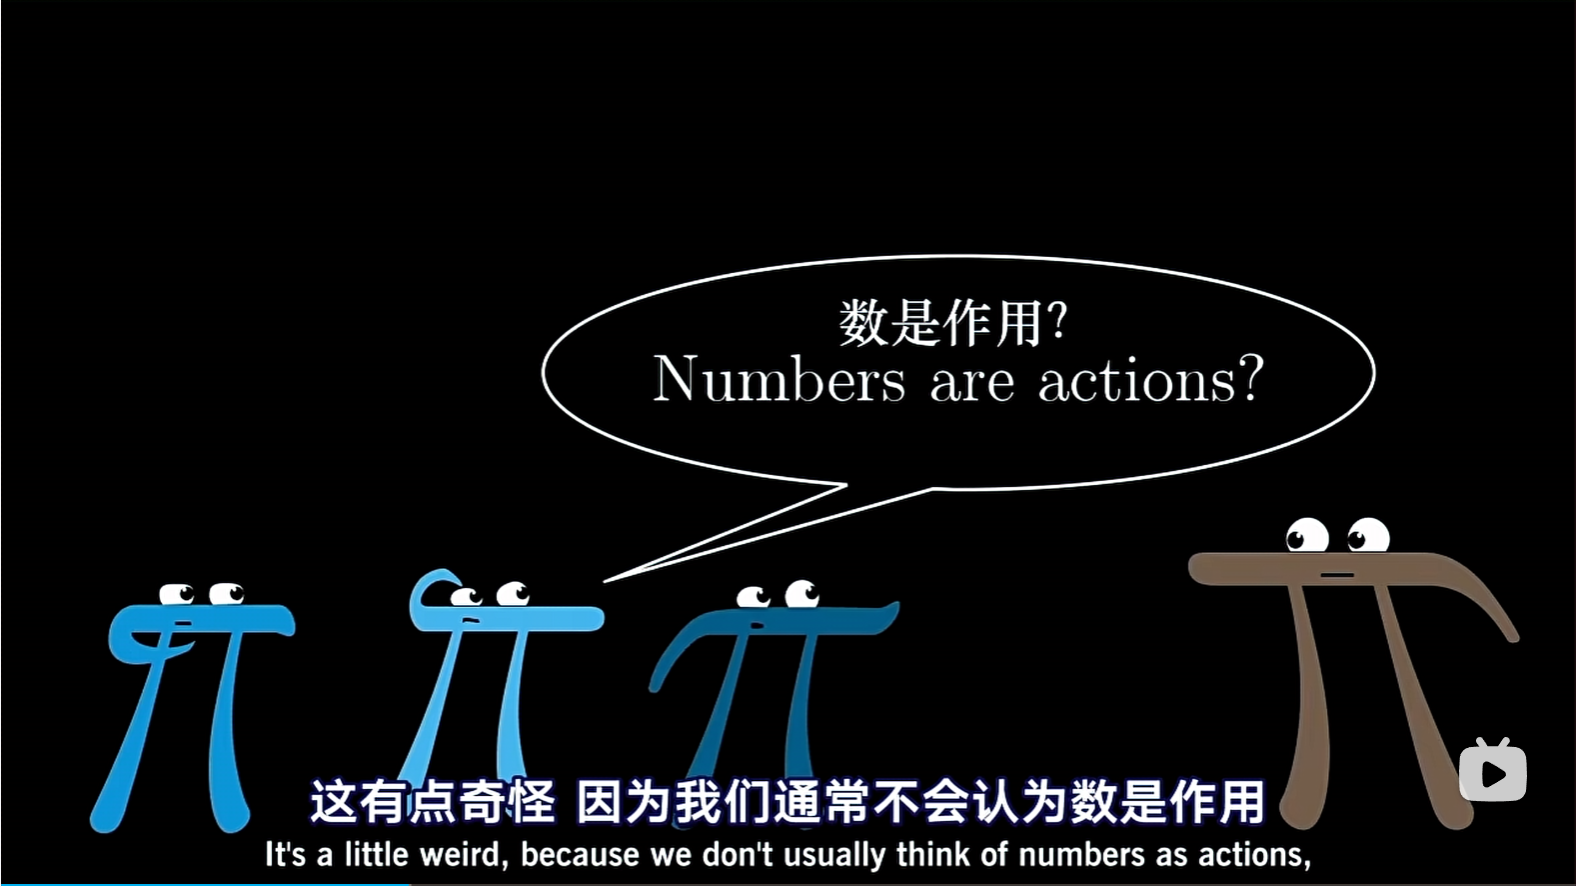 数是作用？
Numbers are actions?
这有点奇怪 因为我们通常不会认为数是作用
It's a little weird, because we don't usually think of numbers as actions,